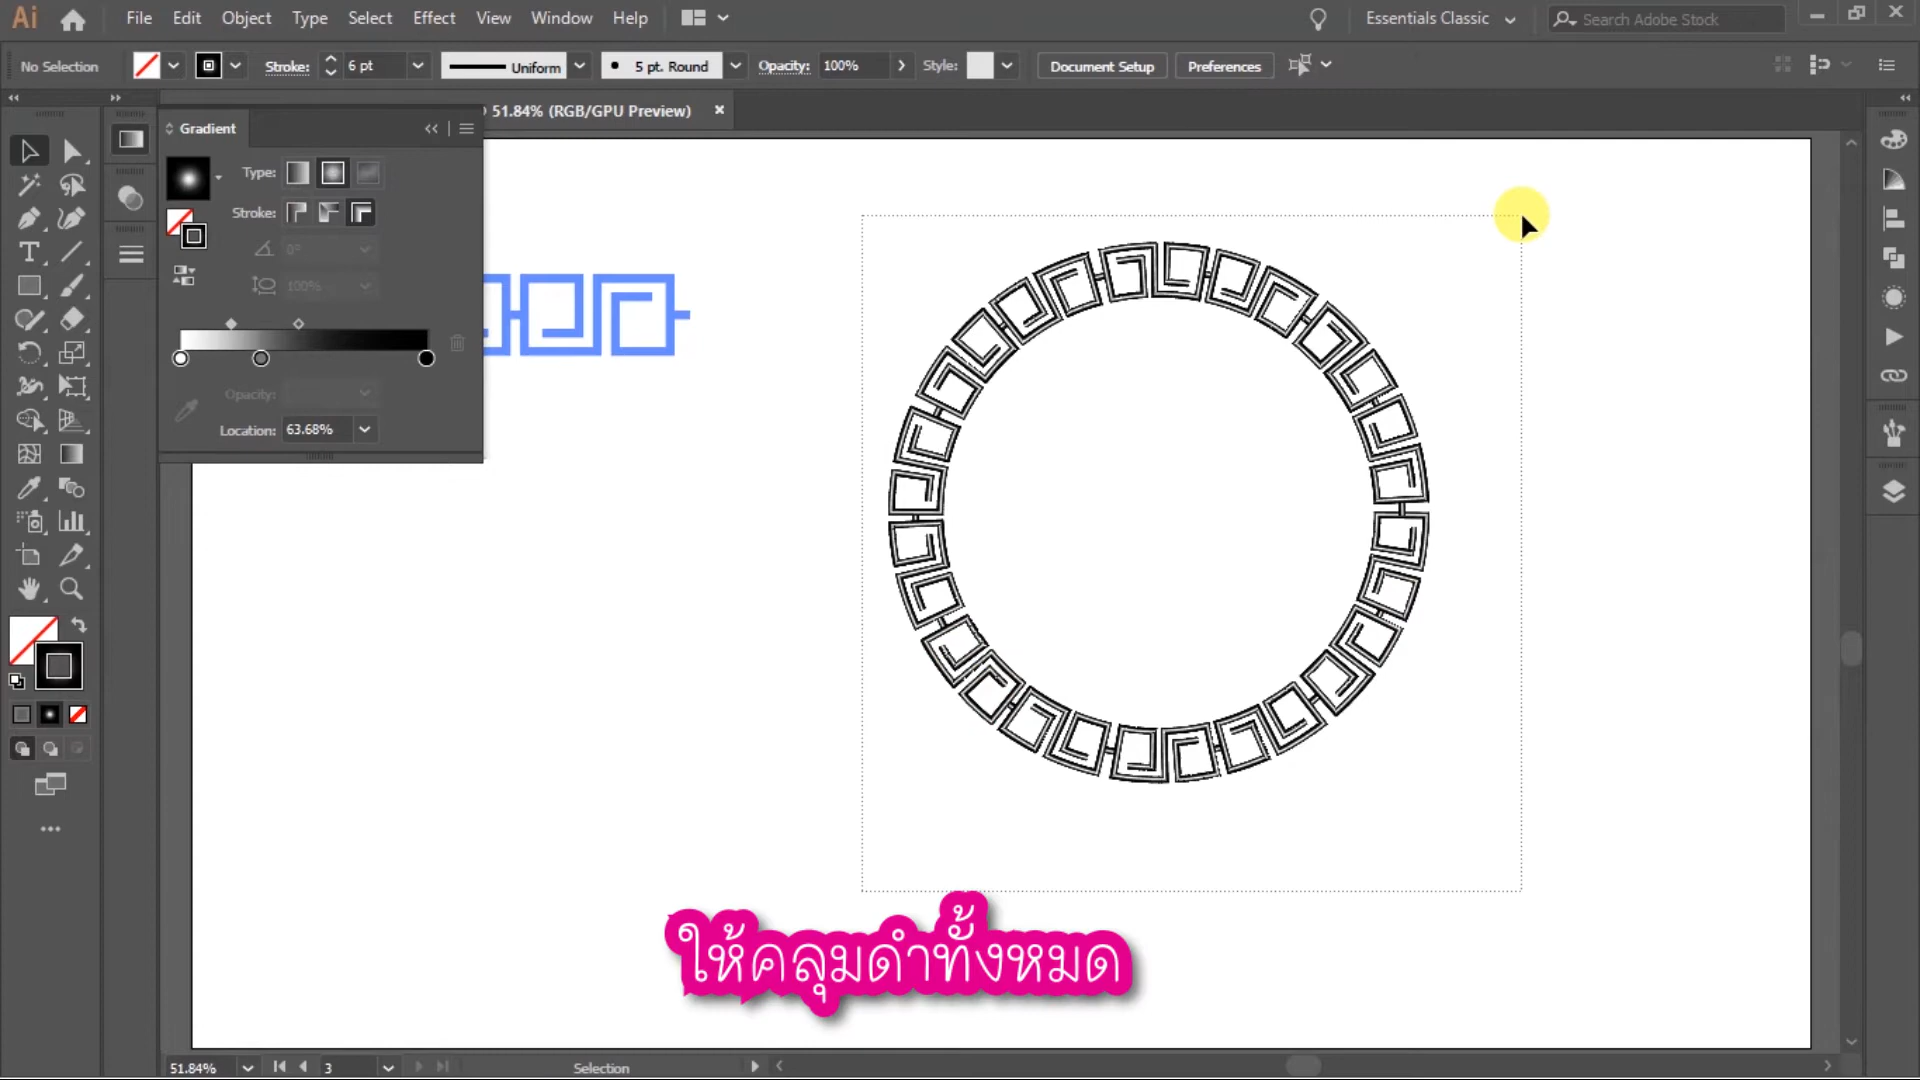 Ai File Edit Object Type Select Effect View Window Help Essentials Classic Search Adobe Stock
No Selection Stroke: 6 pt Uniform 5 pt. Round Opacity: 100% Style: Document Setup Preferences
51.84% (RGB/GPU Preview)
Gradient
Type:
Stroke:
0°
100%
Opacity:
Location: 63.68%
ให้คลุมดำทั้งหมด
51.84% 3 Selection